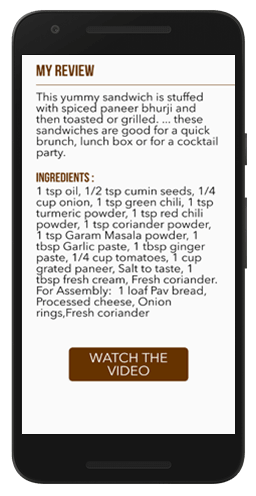 MY REVIEW
This yummy sandwich is stuffed
with spiced paneer bhurji and
then toasted or grilled. ... these
sandwiches are good for a quick
brunch, lunch box or for a cocktail
party.
INGREDIENTS :
1 tsp oil, 1/2 tsp cumin seeds, 1/4
cup onion, 1 tsp green chili, 1 tsp
turmeric powder, 1 tsp red chili
powder, 1 tsp coriander powder,
1 tsp Garam Masala powder, 1
tbsp Garlic paste, 1 tbsp ginger
paste, 1/4 cup tomatoes, 1 cup
grated paneer, Salt to taste, 1
tbsp fresh cream, Fresh coriander.
For Assembly:  1 loaf Pav bread,
Processed cheese, Onion
rings,Fresh coriander
WATCH THE
VIDEO